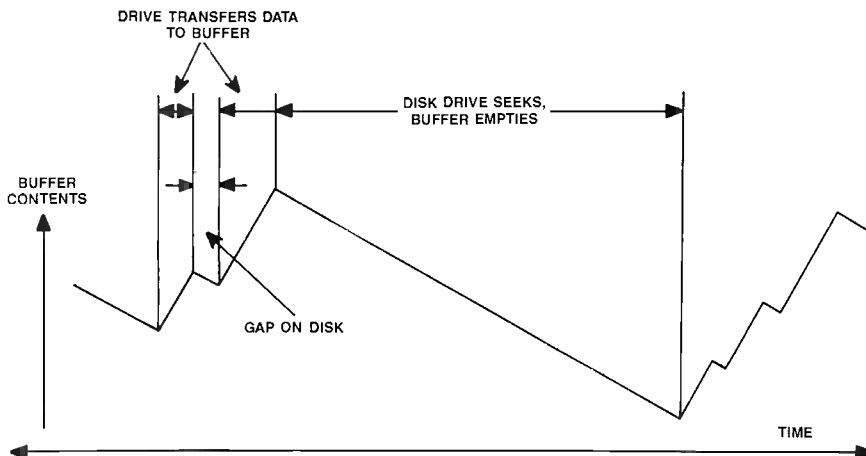 DRIVE TRANSFERS DATA
TO BUFFER
DISK DRIVE SEEKS,
BUFFER EMPTIES
BUFFER
CONTENTS
GAP ON DISK
TIME